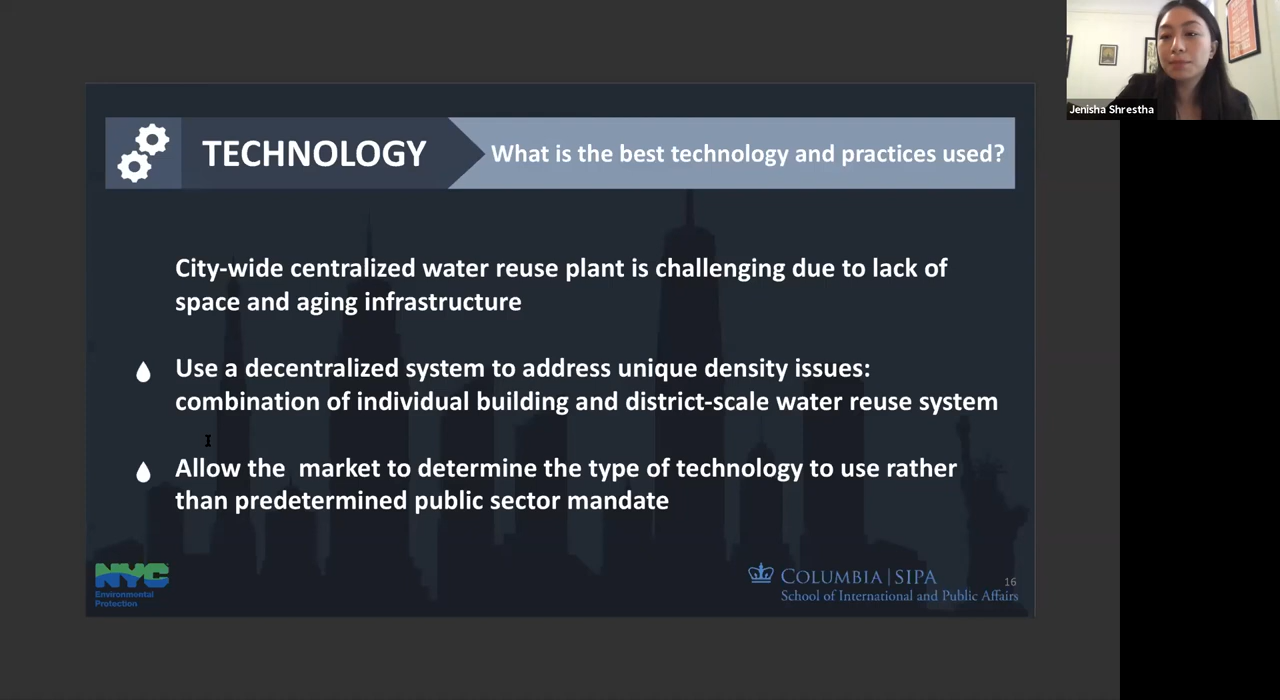 Jenisha Shrestha
TECHNOLOGY
What is the best technology and practices used?
City-wide centralized water reuse plant is challenging due to lack of
space and aging infrastructure
Use a decentralized system to address unique density issues:
combination of individual building and district-scale water reuse system
Allow the  market to determine the type of technology to use rather
than predetermined public sector mandate
NYC
Environmental
Protection
COLUMBIA | SIPA
School of International and Public Affairs
16